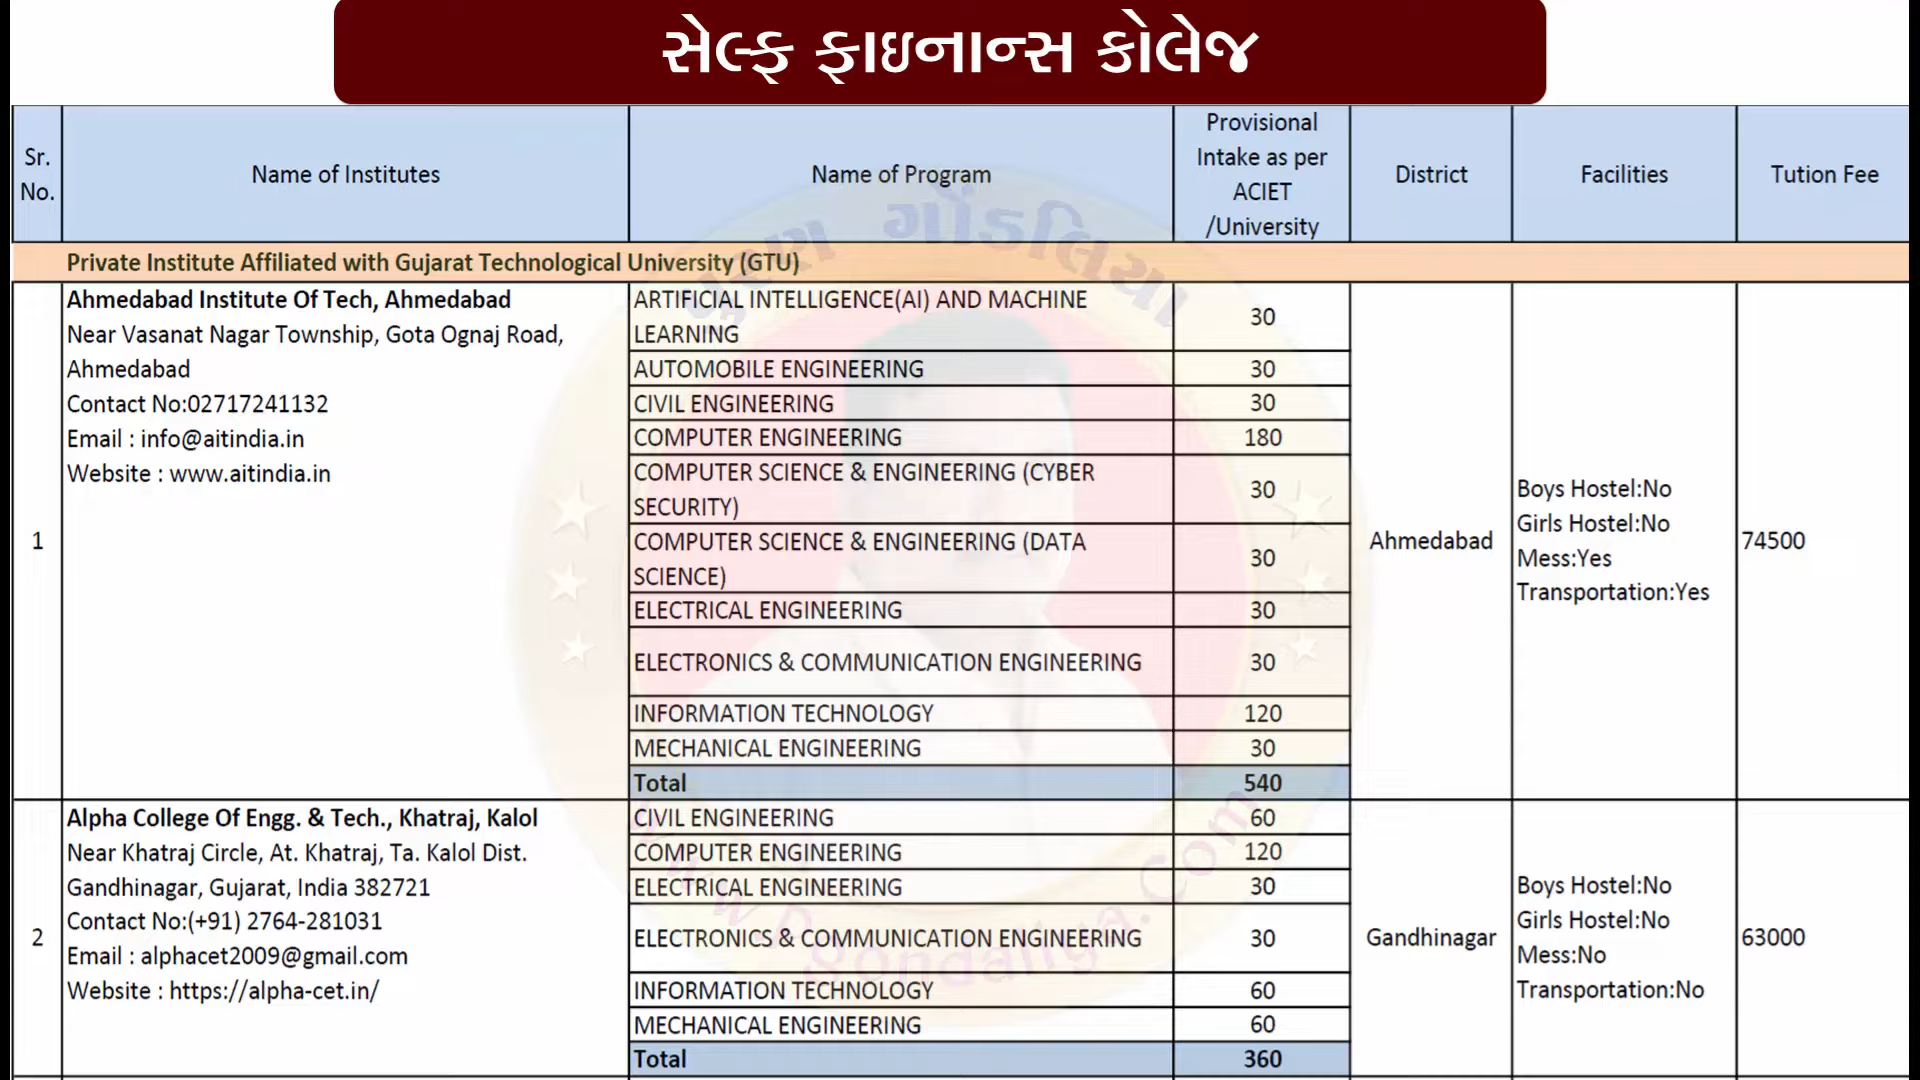 સેલ્ફ ફાઇનાન્સ કોલેજ
Sr. No.
Name of Institutes
Name of Program
Provisional
Intake as per
ACIET
/University
District
Facilities
Tution Fee
Private Institute Affiliated with Gujarat Technological University (GTU)
1
Ahmedabad Institute Of Tech, Ahmedabad
Near Vasanat Nagar Township, Gota Ognaj Road,
Ahmedabad
Contact No:02717241132
Email : info@aitindia.in
Website : www.aitindia.in
ARTIFICIAL INTELLIGENCE(AI) AND MACHINE
LEARNING
30
AUTOMOBILE ENGINEERING 30
CIVIL ENGINEERING 30
COMPUTER ENGINEERING 180
COMPUTER SCIENCE & ENGINEERING (CYBER
SECURITY)
30
COMPUTER SCIENCE & ENGINEERING (DATA
SCIENCE)
30
ELECTRICAL ENGINEERING 30
ELECTRONICS & COMMUNICATION ENGINEERING 30
INFORMATION TECHNOLOGY 120
MECHANICAL ENGINEERING 30
Total 540
Ahmedabad
Boys Hostel:No
Girls Hostel:No
Mess:Yes
Transportation:Yes
74500
2
Alpha College Of Engg. & Tech., Khatraj, Kalol
Near Khatraj Circle, At. Khatraj, Ta. Kalol Dist.
Gandhinagar, Gujarat, India 382721
Contact No:(+91) 2764-281031
Email : alphacet2009@gmail.com
Website : https://alpha-cet.in/
CIVIL ENGINEERING 60
COMPUTER ENGINEERING 120
ELECTRICAL ENGINEERING 30
ELECTRONICS & COMMUNICATION ENGINEERING 30
INFORMATION TECHNOLOGY 60
MECHANICAL ENGINEERING 60
Total 360
Gandhinagar
Boys Hostel:No
Girls Hostel:No
Mess:No
Transportation:No
63000
ગોંડલિયા